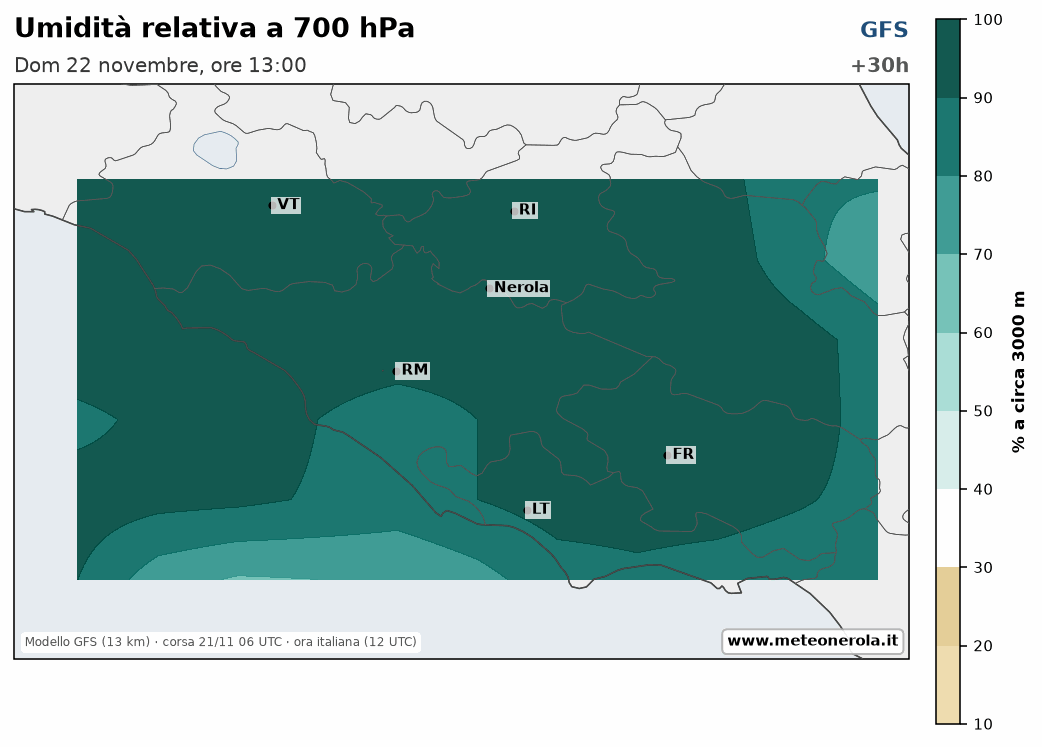 Umidità relativa a 700 hPa
GFS
Dom 22 novembre, ore 13:00
+30h
VT
RI
Nerola
RM
FR
LT
Modello GFS (13 km) · corsa 21/11 06 UTC · ora italiana (12 UTC)
www.meteonerola.it
100
90
80
70
60
50
40
30
20
10
% a circa 3000 m